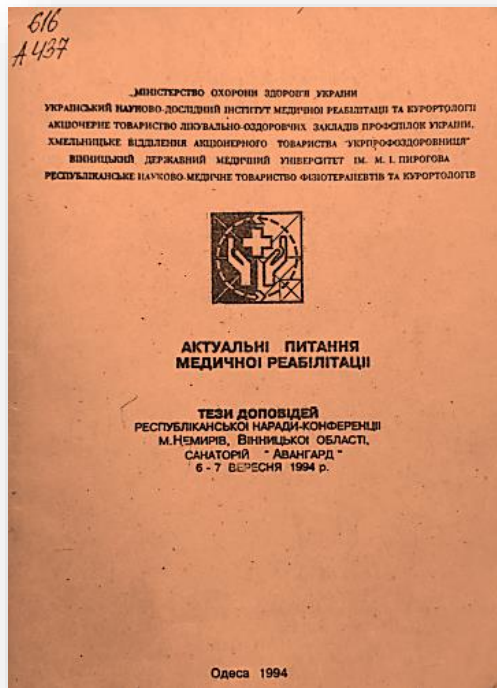 616
А437
МІНІСТЕРСТВО ОХОРОНИ ЗДОРОВ'Я УКРАЇНИ
УКРАЇНСЬКИЙ НАУКОВО-ДОСЛІДНИЙ ІНСТИТУТ МЕДИЧНОЇ РЕАБІЛІТАЦІЇ ТА КУРОРТОЛОГІЇ
АКЦІОНЕРНЕ ТОВАРИСТВО ЛІКУВАЛЬНО-ОЗДОРОВЧИХ ЗАКЛАДІВ ПРОФСПІЛОК УКРАЇНИ,
ХМЕЛЬНИЦЬКЕ ВІДДІЛЕННЯ АКЦІОНЕРНОГО ТОВАРИСТВА "УКРПРОФОЗДОРОВНИЦЯ"
ВІННИЦЬКИЙ ДЕРЖАВНИЙ МЕДИЧНИЙ УНІВЕРСИТЕТ ІМ. М. І. ПИРОГОВА
РЕСПУБЛІКАНСЬКЕ НАУКОВО-МЕДИЧНЕ ТОВАРИСТВО ФІЗІОТЕРАПЕВТІВ ТА КУРОРТОЛОГІВ
АКТУАЛЬНІ ПИТАННЯ
МЕДИЧНОЇ РЕАБІЛІТАЦІЇ
ТЕЗИ ДОПОВІДЕЙ
РЕСПУБЛІКАНСЬКОЇ НАРАДИ-КОНФЕРЕНЦІЇ
М.НЕМИРІВ, ВІННИЦЬКОЇ ОБЛАСТІ,
САНАТОРІЙ "АВАНГАРД"
6 - 7 ВЕРЕСНЯ 1994 р.
Одеса 1994